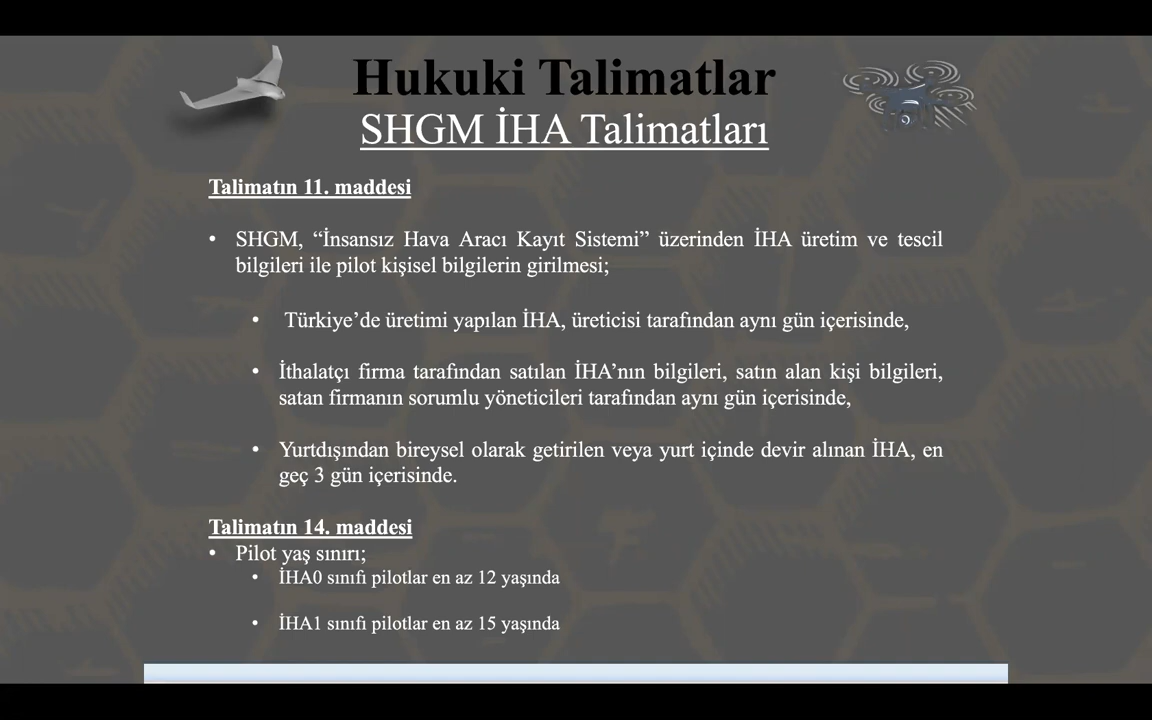 Hukuki Talimatlar
SHGM İHA Talimatları
Talimatın 11. maddesi
• SHGM, “İnsansız Hava Aracı Kayıt Sistemi” üzerinden İHA üretim ve tescil
bilgileri ile pilot kişisel bilgilerin girilmesi;
• Türkiye’de üretimi yapılan İHA, üreticisi tarafından aynı gün içerisinde,
• İthalatçı firma tarafından satılan İHA’nın bilgileri, satın alan kişi bilgileri,
satan firmanın sorumlu yöneticileri tarafından aynı gün içerisinde,
• Yurtdışından bireysel olarak getirilen veya yurt içinde devir alınan İHA, en
geç 3 gün içerisinde.
Talimatın 14. maddesi
• Pilot yaş sınırı;
• İHA0 sınıfı pilotlar en az 12 yaşında
• İHA1 sınıfı pilotlar en az 15 yaşında